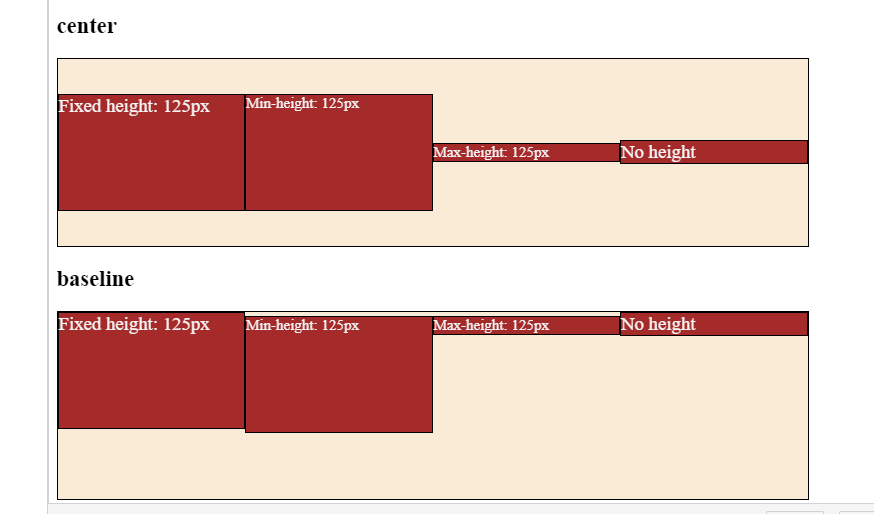 center
Fixed height: 125px
Min-height: 125px
Max-height: 125px
No height
baseline
Fixed height: 125px
Min-height: 125px
Max-height: 125px
No height